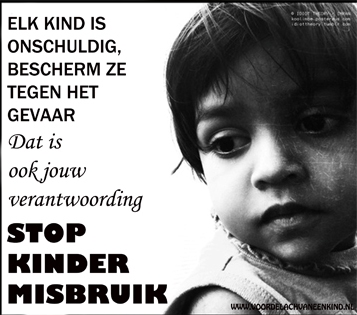 ELK KIND IS
ONSCHULDIG,
BESCHERM ZE
TEGEN HET
GEVAAR
Dat is
ook jouw
verantwoording
STOP
KINDER
MISBRUIK
WWW.VOORDELACHVANEENKIND.NL